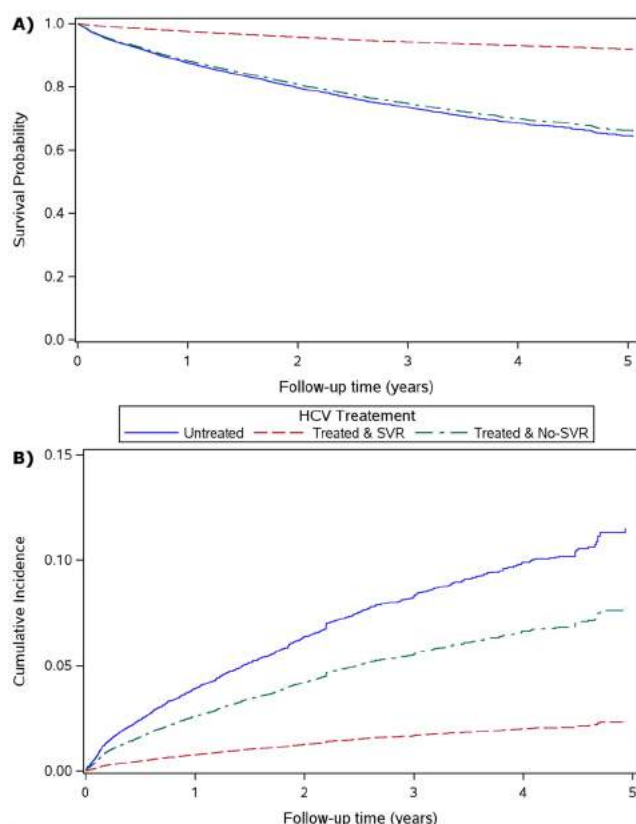 A)
1.0
0.8
0.6
0.4
0.2
0.0
Survival Probability
0 1 2 3 4 5
Follow-up time (years)
HCV Treatement
Untreated Treated & SVR Treated & No-SVR
B)
0.15
0.10
0.05
0.00
Cumulative Incidence
0 1 2 3 4 5
Follow-up time (years)